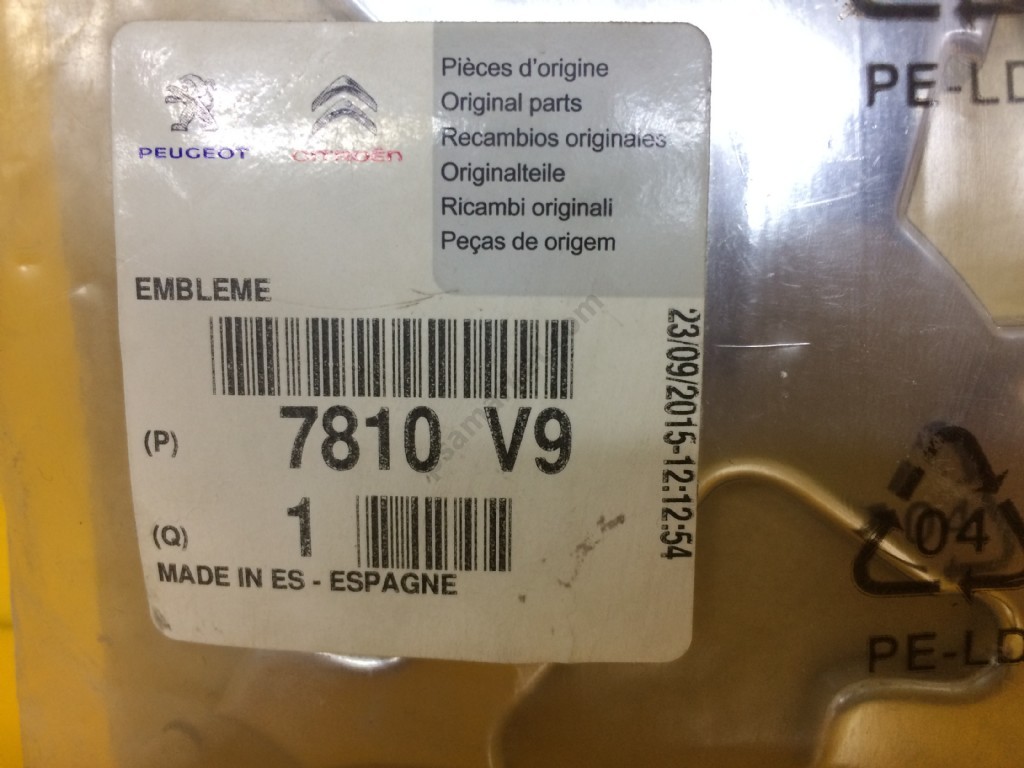 PEUGEOT
CITROËN
Pièces d'origine
Original parts
Recambios originales
Originalteile
Ricambi originali
Peças de origem
EMBLEME
(P) 7810 V9
(Q) 1
MADE IN ES - ESPAGNE
23/09/2015-12:12:54
PE-LD
04
PE-LD